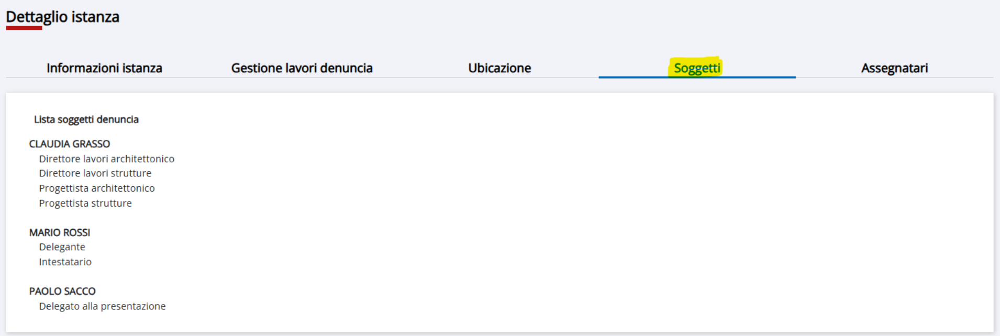 Dettaglio istanza
Informazioni istanza Gestione lavori denuncia Ubicazione Soggetti Assegnatari
Lista soggetti denuncia
CLAUDIA GRASSO
Direttore lavori architettonico
Direttore lavori strutture
Progettista architettonico
Progettista strutture
MARIO ROSSI
Delegante
Intestatario
PAOLO SACCO
Delegato alla presentazione